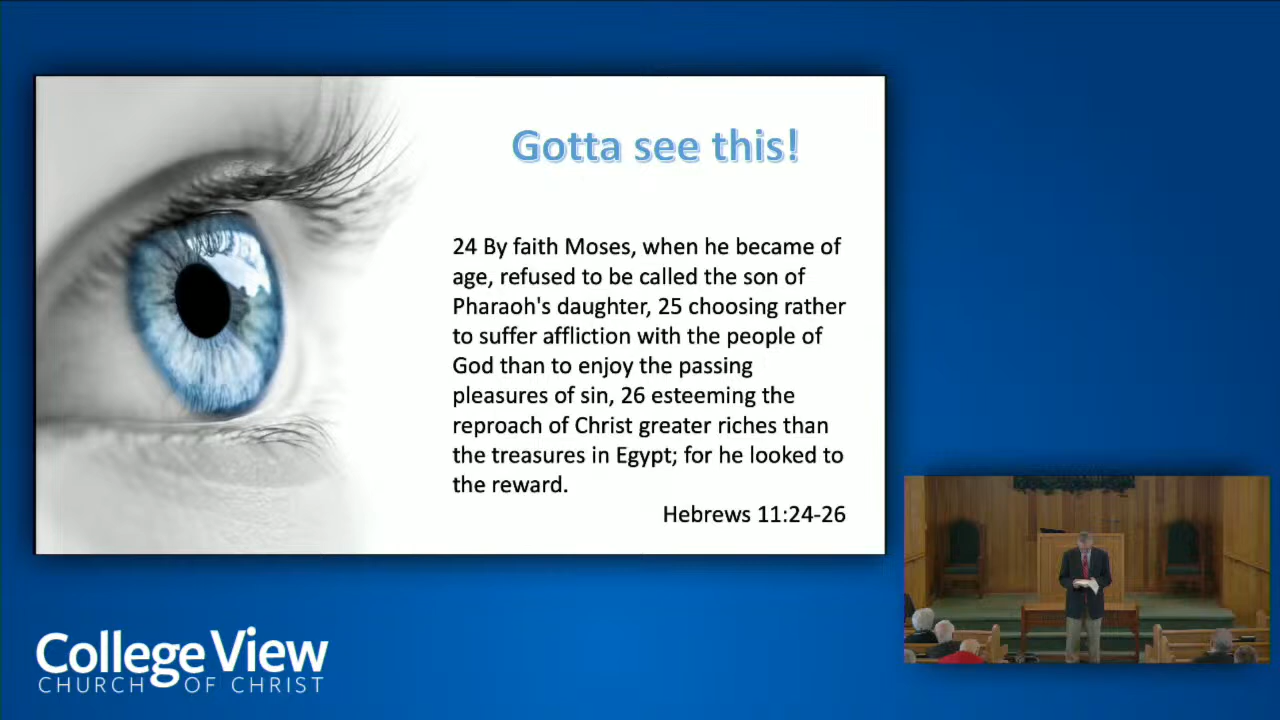 Gotta see this!
24 By faith Moses, when he became of
age, refused to be called the son of
Pharaoh's daughter, 25 choosing rather
to suffer affliction with the people of
God than to enjoy the passing
pleasures of sin, 26 esteeming the
reproach of Christ greater riches than
the treasures in Egypt; for he looked to
the reward.
Hebrews 11:24-26
College View
CHURCH OF CHRIST